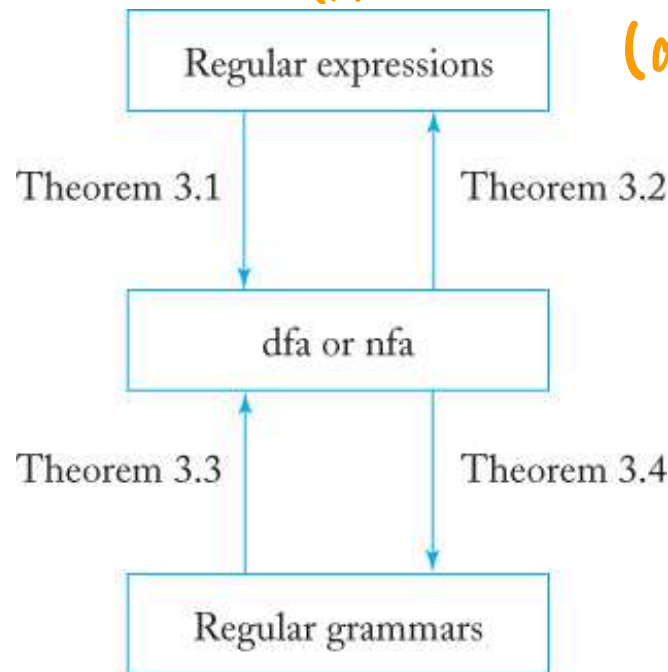 Regular expressions
Theorem 3.1
Theorem 3.2
dfa or nfa
Theorem 3.3
Theorem 3.4
Regular grammars